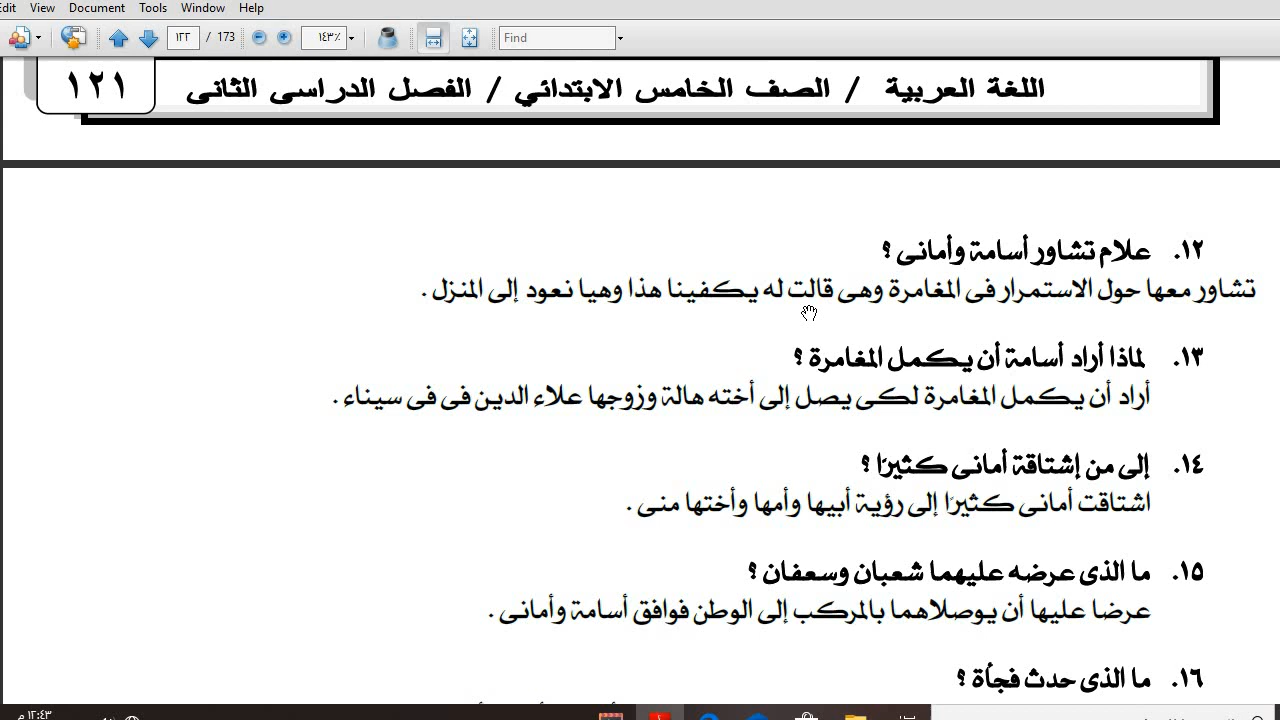 Edit View Document Tools Window Help
١٢٢ / 173 ١٤٣٪ Find
اللغة العربية / الصف الخامس الابتدائي / الفصل الدراسى الثانى ١٢١
١٢. علام تشاور أسامة وأمانى ؟
تشاور معها حول الاستمرار فى المغامرة وهى قالت له يكفينا هذا وهيا نعود إلى المنزل .
١٣. لماذا أراد أسامة أن يكمل المغامرة ؟
أراد أن يكمل المغامرة لكى يصل إلى أخته هالة وزوجها علاء الدين فى فى سيناء .
١٤. إلى من إشتاقة أمانى كثيرًا ؟
اشتاقت أمانى كثيرًا إلى رؤية أبيها وأمها وأختها منى .
١٥. ما الذى عرضه عليهما شعبان وسعفان ؟
عرضا عليها أن يوصلاهما بالمركب إلى الوطن فوافق أسامة وأمانى .
١٦. ما الذى حدث فجأة ؟
١٢:٤٣ م